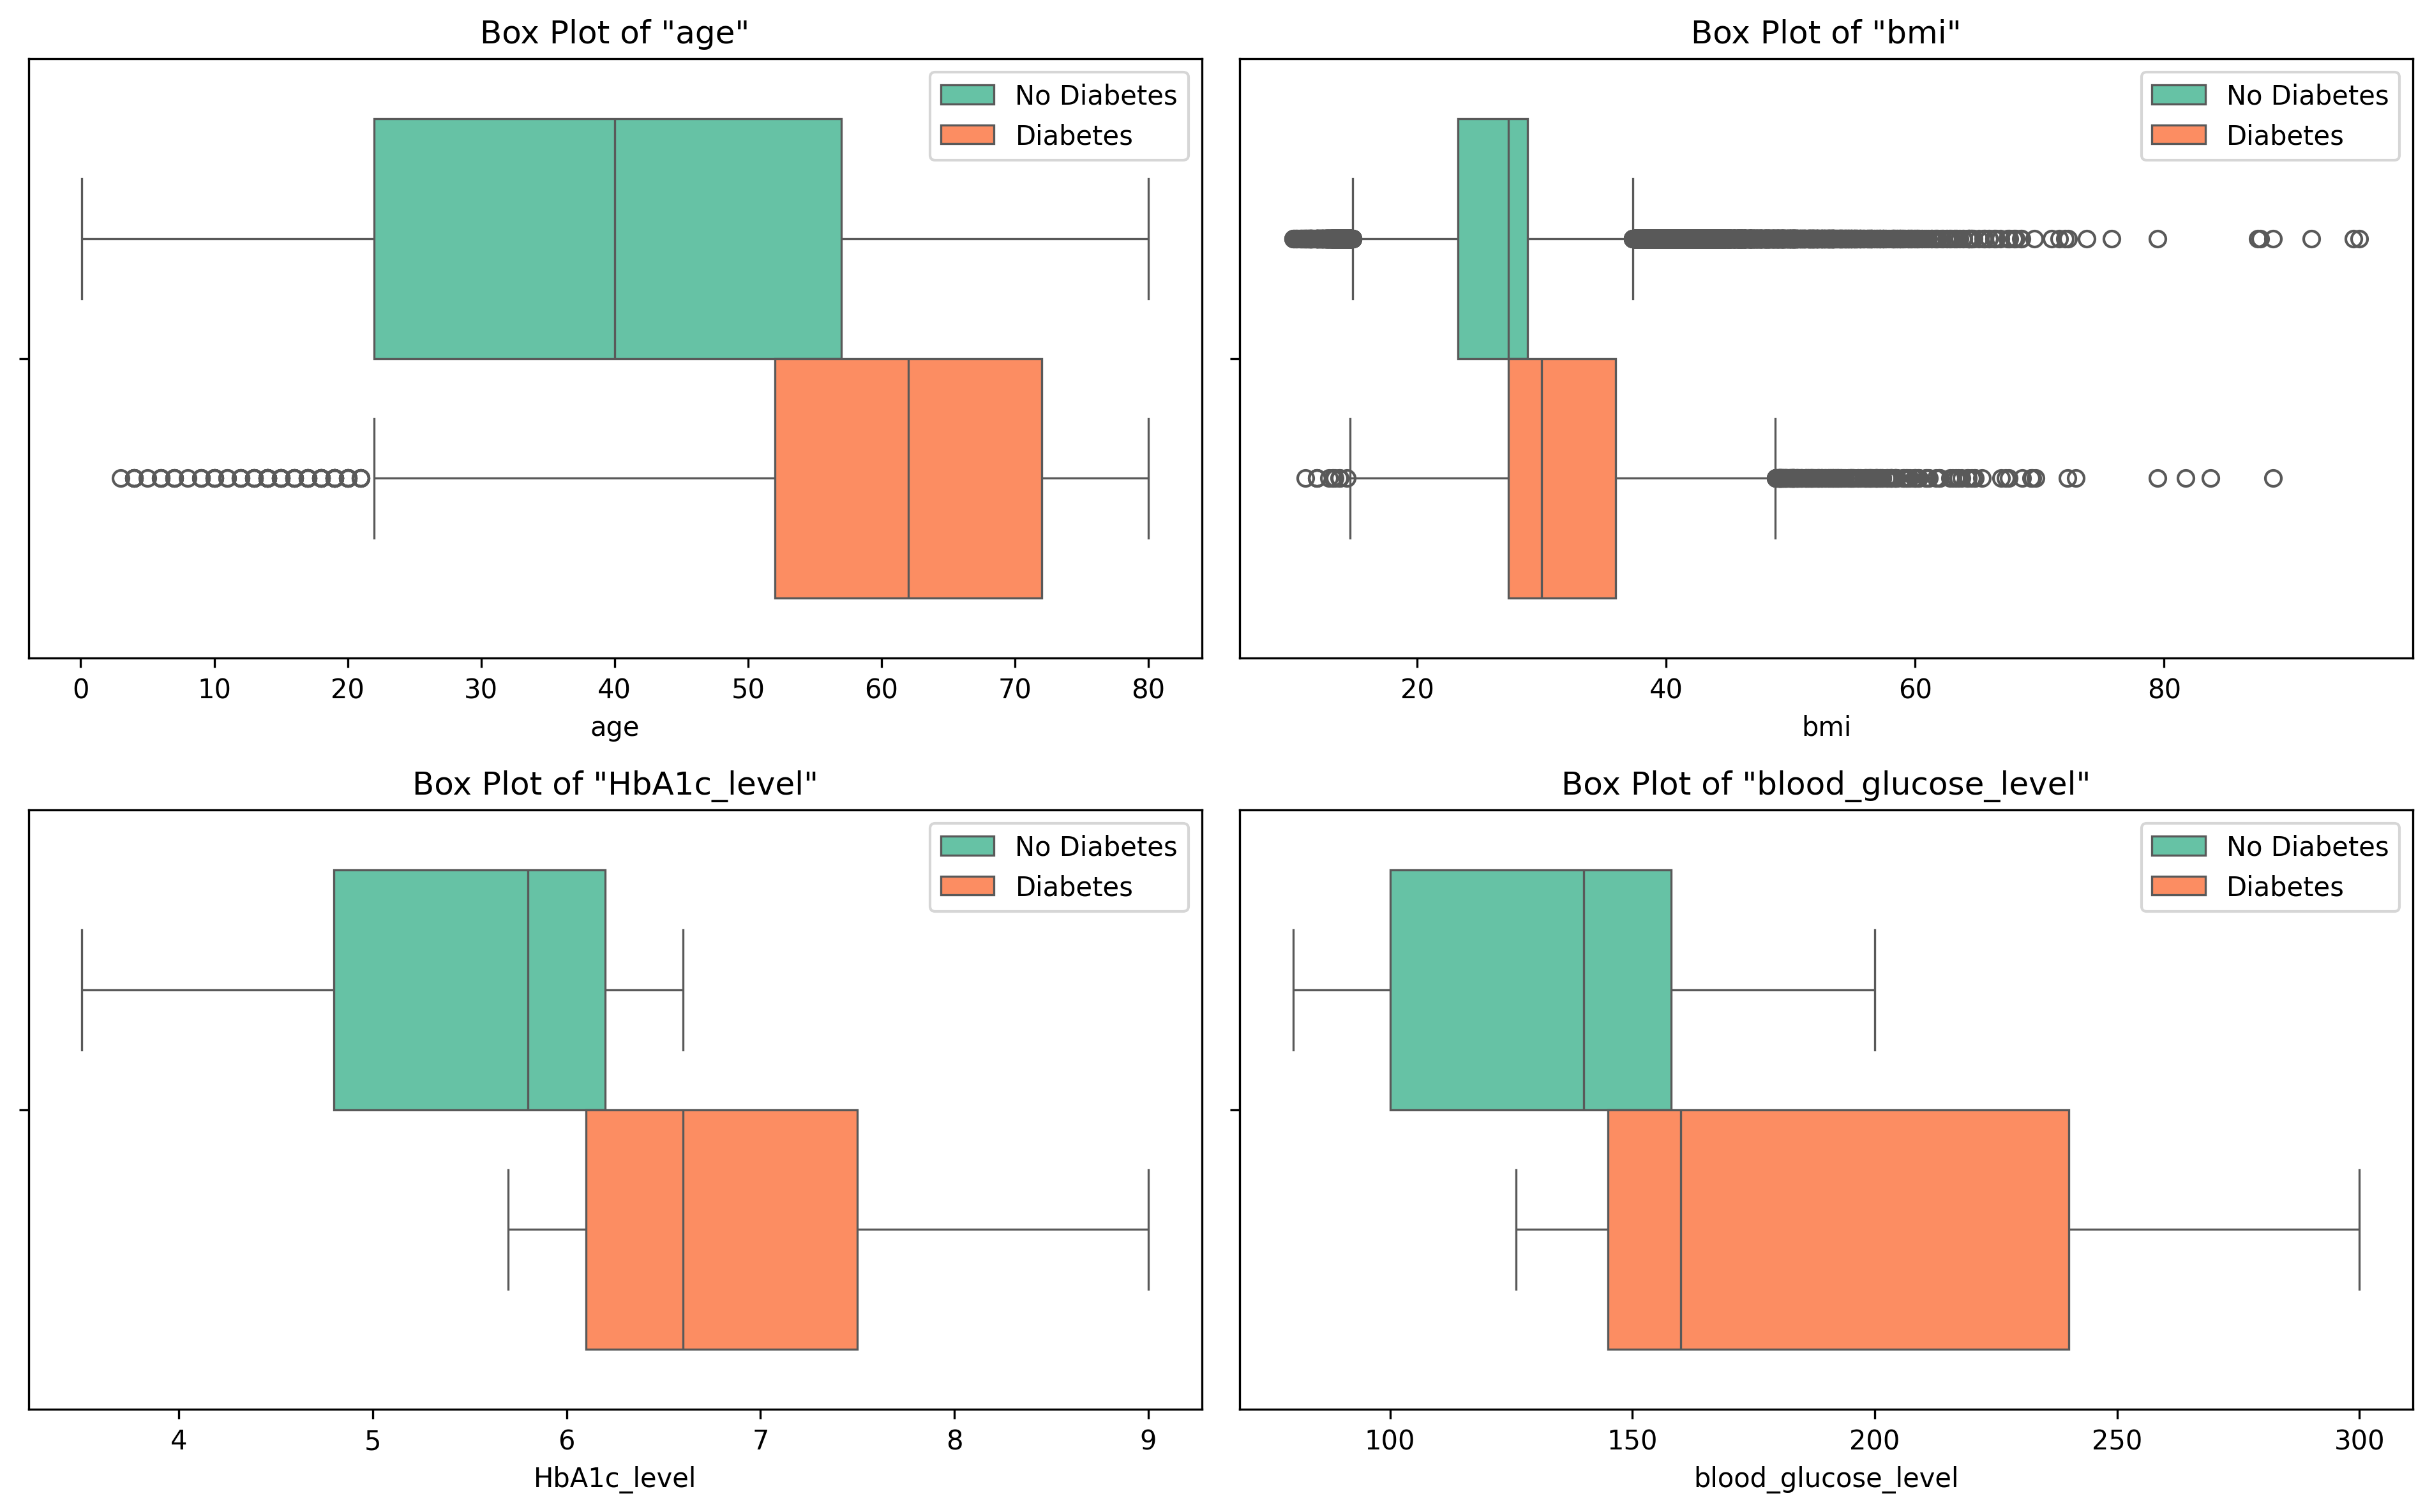 Box Plot of "age"
No Diabetes
Diabetes
0 10 20 30 40 50 60 70 80
age
Box Plot of "bmi"
No Diabetes
Diabetes
20 40 60 80
bmi
Box Plot of "HbA1c_level"
No Diabetes
Diabetes
4 5 6 7 8 9
HbA1c_level
Box Plot of "blood_glucose_level"
No Diabetes
Diabetes
100 150 200 250 300
blood_glucose_level